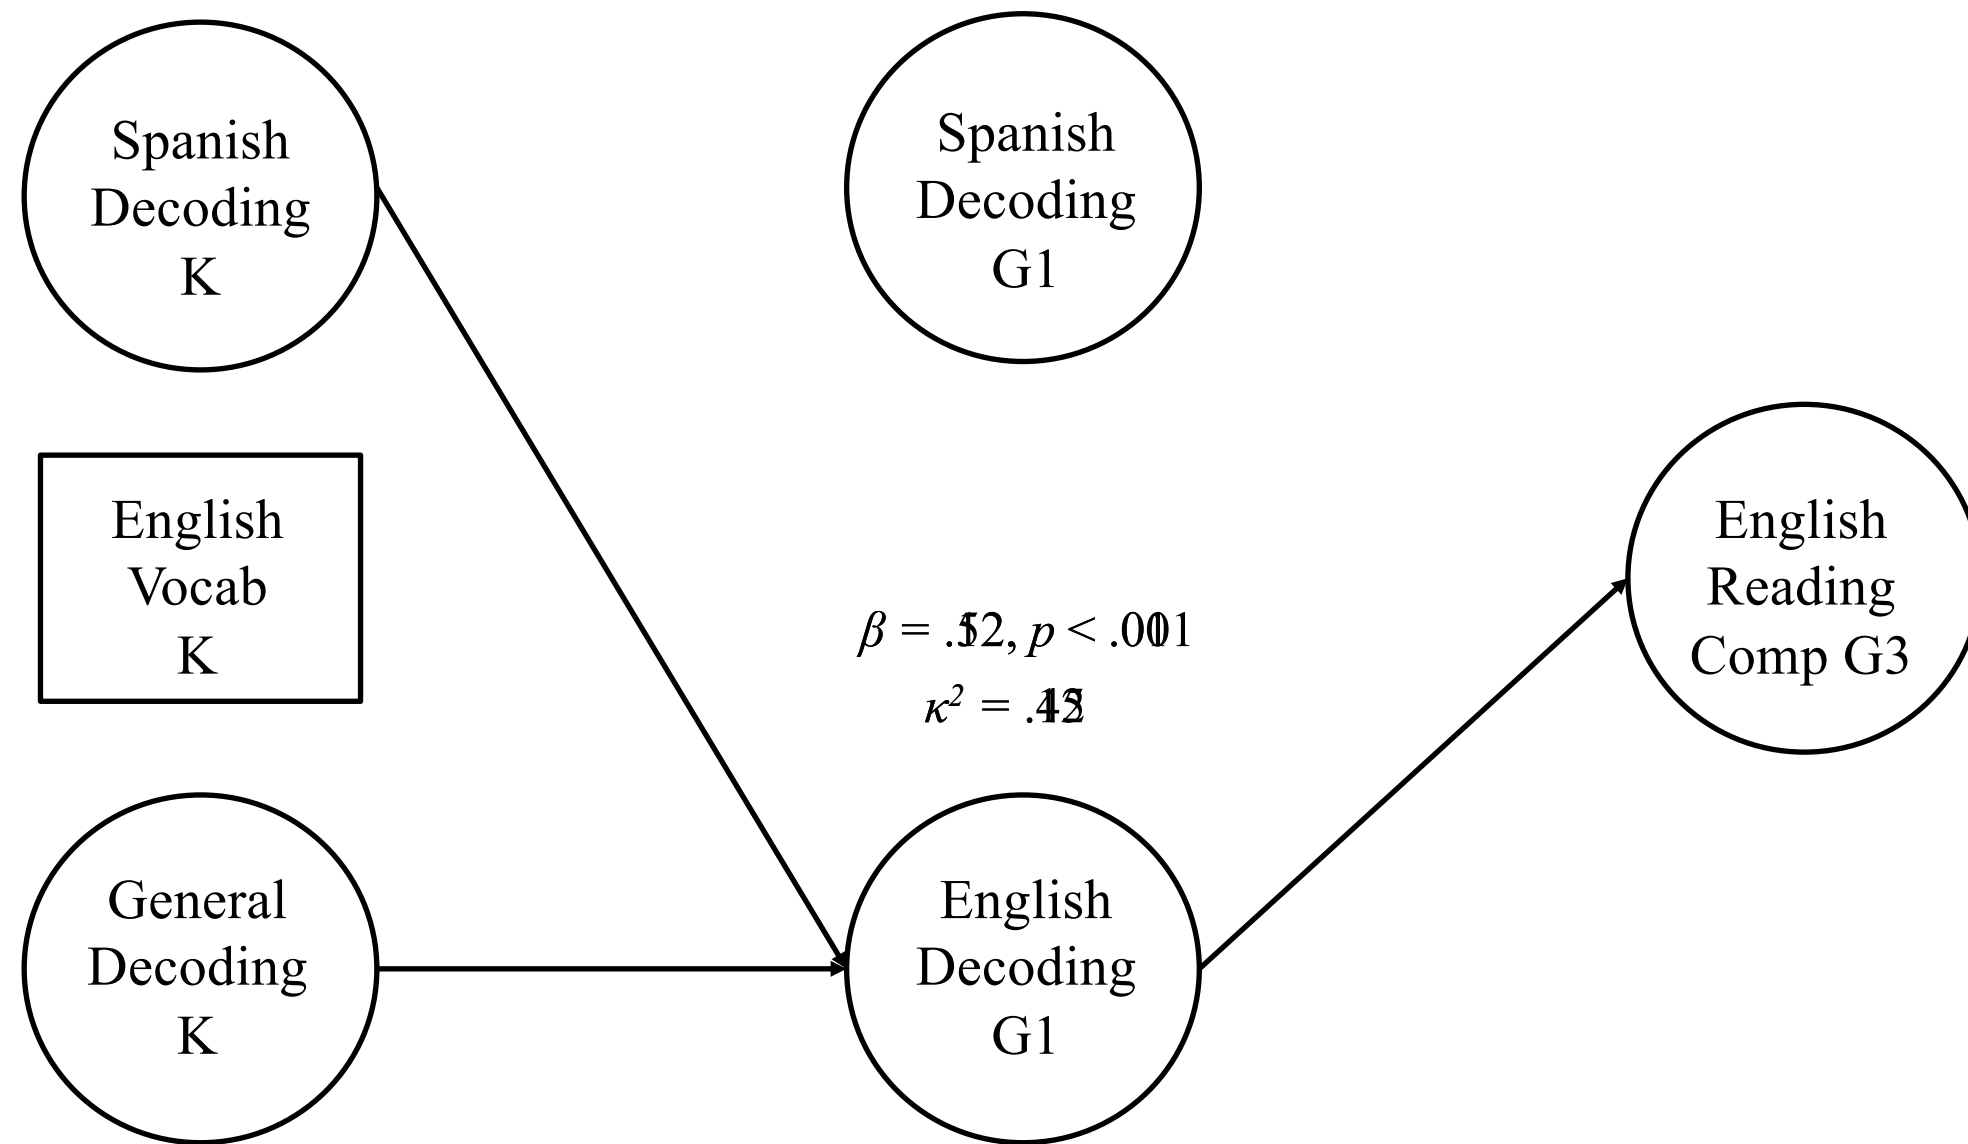 Spanish
Decoding
K
Spanish
Decoding
G1
English
Vocab
K
English
Reading
Comp G3
β = , p <
κ² =
General
Decoding
K
English
Decoding
G1